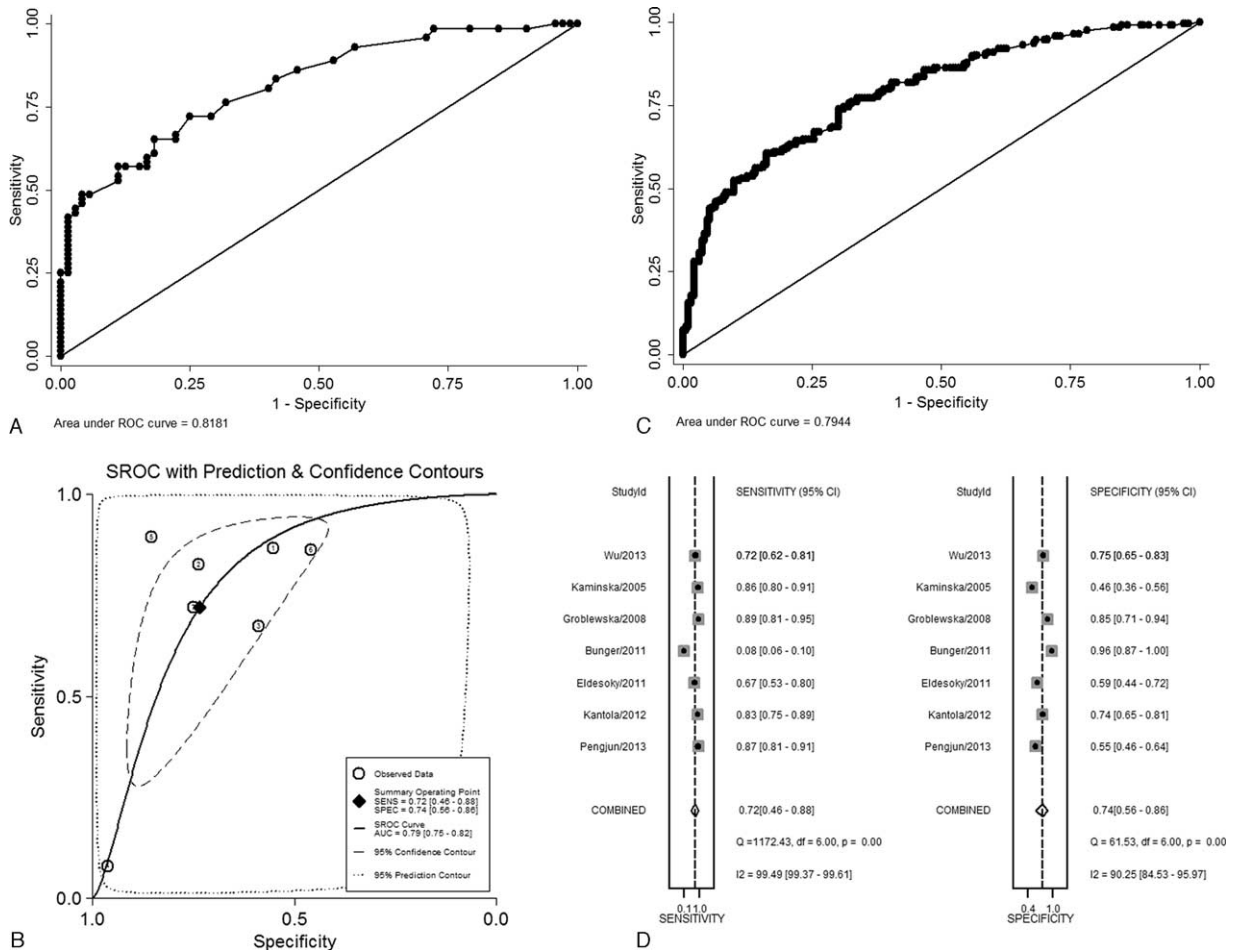 1.00
0.75
0.50
0.25
0.00
Sensitivity
0.00 0.25 0.50 0.75 1.00
1 - Specificity
A Area under ROC curve = 0.8181
1.00
0.75
0.50
0.25
0.00
Sensitivity
0.00 0.25 0.50 0.75 1.00
1 - Specificity
C Area under ROC curve = 0.7944
SROC with Prediction & Confidence Contours
1.0
0.5
0.0
Sensitivity
Observed Data
Summary Operating Point
SENS = 0.72 [0.46 - 0.88]
SPEC = 0.74 [0.56 - 0.86]
SROC Curve
AUC = 0.79 [0.75 - 0.82]
95% Confidence Contour
95% Prediction Contour
1.0 0.5 0.0
Specificity
B
StudyId SENSITIVITY (95% CI)
Wu/2013 0.72 [0.62 - 0.81]
Kaminska/2005 0.86 [0.80 - 0.91]
Groblewska/2008 0.89 [0.81 - 0.95]
Bunger/2011 0.08 [0.06 - 0.10]
Eldesoky/2011 0.67 [0.53 - 0.80]
Kantola/2012 0.83 [0.75 - 0.89]
Pengjun/2013 0.87 [0.81 - 0.91]
COMBINED 0.72[0.46 - 0.88]
Q =1172.43, df = 6.00, p = 0.00
I2 = 99.49 [99.37 - 99.61]
0.1 1.0
SENSITIVITY
StudyId SPECIFICITY (95% CI)
Wu/2013 0.75 [0.65 - 0.83]
Kaminska/2005 0.46 [0.36 - 0.56]
Groblewska/2008 0.85 [0.71 - 0.94]
Bunger/2011 0.96 [0.87 - 1.00]
Eldesoky/2011 0.59 [0.44 - 0.72]
Kantola/2012 0.74 [0.65 - 0.81]
Pengjun/2013 0.55 [0.46 - 0.64]
COMBINED 0.74[0.56 - 0.86]
Q = 61.53, df = 6.00, p = 0.00
I2 = 90.25 [84.53 - 95.97]
0.4 1.0
SPECIFICITY
D